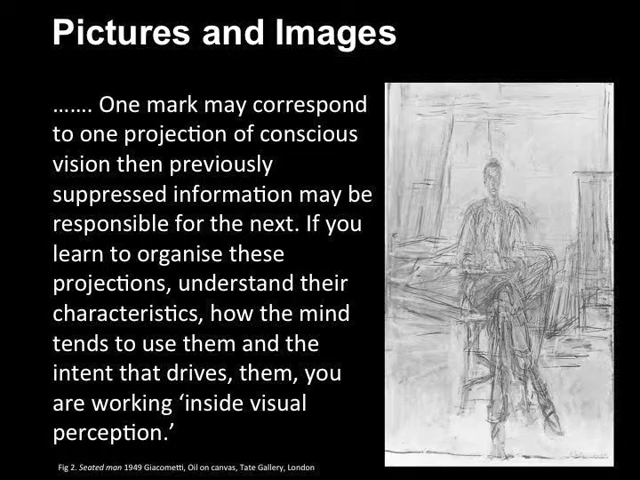 Pictures and Images
……. One mark may correspond
to one projection of conscious
vision then previously
suppressed information may be
responsible for the next. If you
learn to organise these
projections, understand their
characteristics, how the mind
tends to use them and the
intent that drives, them, you
are working ‘inside visual
perception.’
Fig 2. Seated man 1949 Giacometti, Oil on canvas, Tate Gallery, London